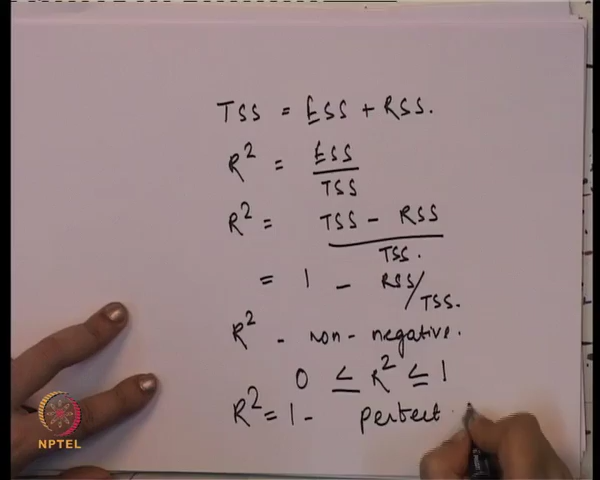 TSS = ESS + RSS.
R² = ESS / TSS
R² = TSS - RSS / TSS.
= 1 - RSS/TSS.
R² - non-negative.
0 ≤ R² ≤ 1
R² = 1 - perfect
NPTEL